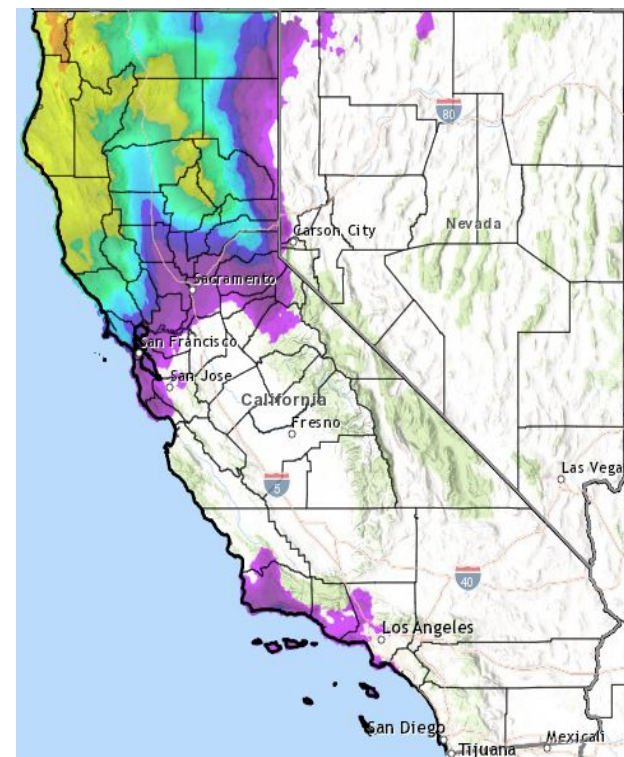 80
Nevada
Carson City
Sacramento
San Francisco
San Jose
California
Fresno
5
Las Vega
40
Los Angeles
San Diego
Mexicali
Tijuana